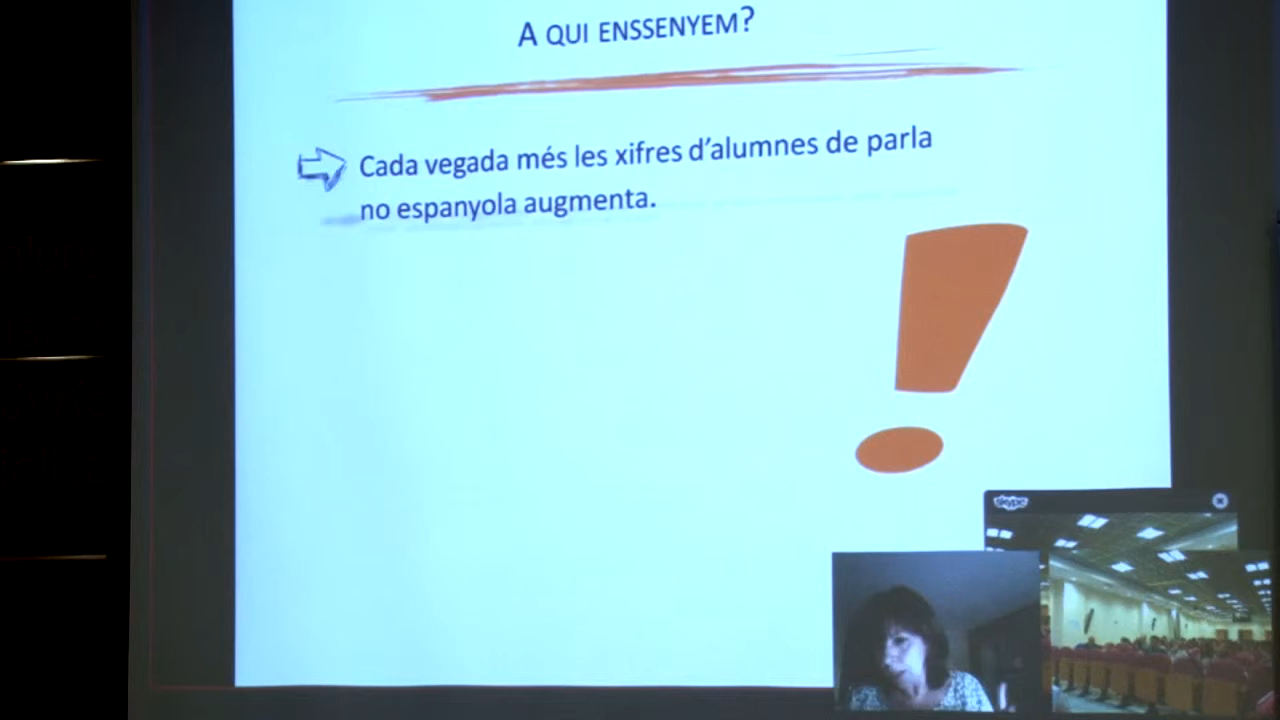 A QUI ENSSENYEM?
Cada vegada més les xifres d'alumnes de parla
no espanyola augmenta.
skype